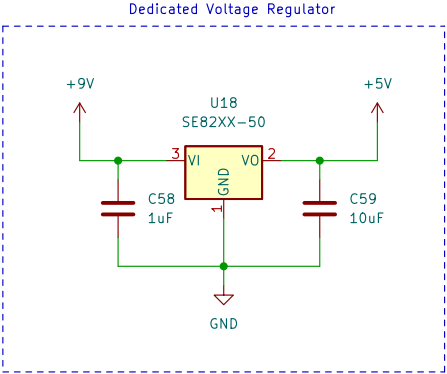 Dedicated Voltage Regulator
+9V
+5V
U18
SE82XX-50
3 VI VO 2
GND
1
C58
1uF
C59
10uF
GND